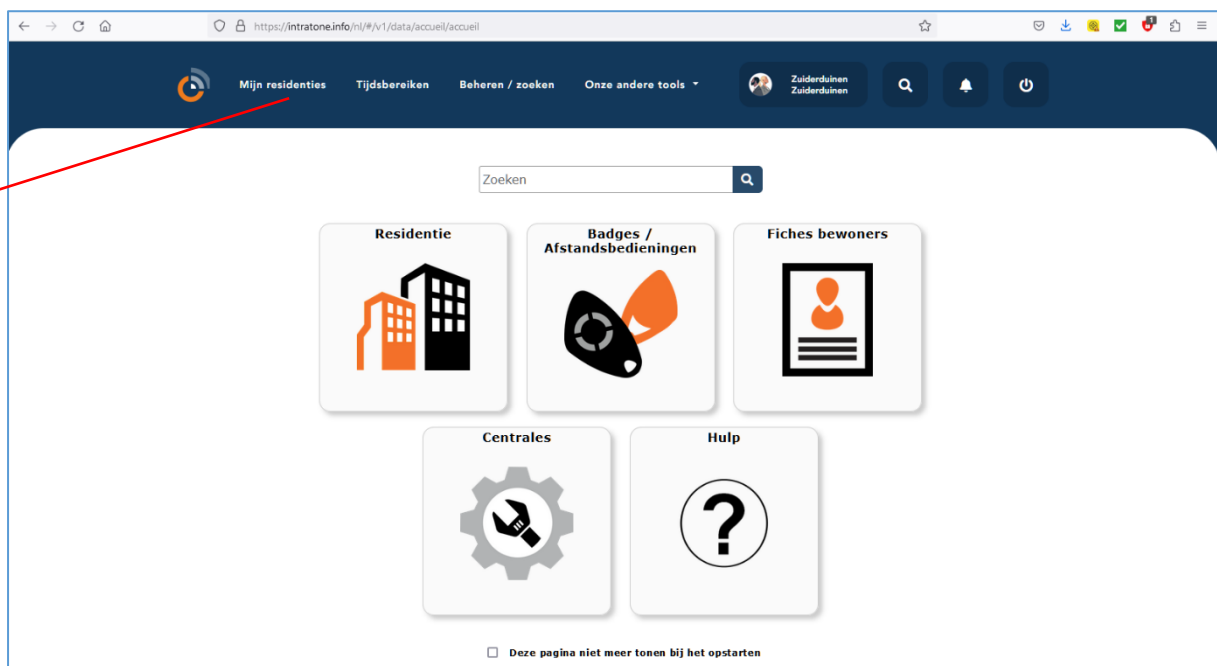 https://intratone.info/nl/#/v1/data/accueil/accueil
1
Mijn residenties
Tijdsbereiken
Beheren / zoeken
Onze andere tools
Zuiderduinen
Zuiderduinen
Zoeken
Residentie
Badges /
Afstandsbedieningen
Fiches bewoners
Centrales
Hulp
?
Deze pagina niet meer tonen bij het opstarten